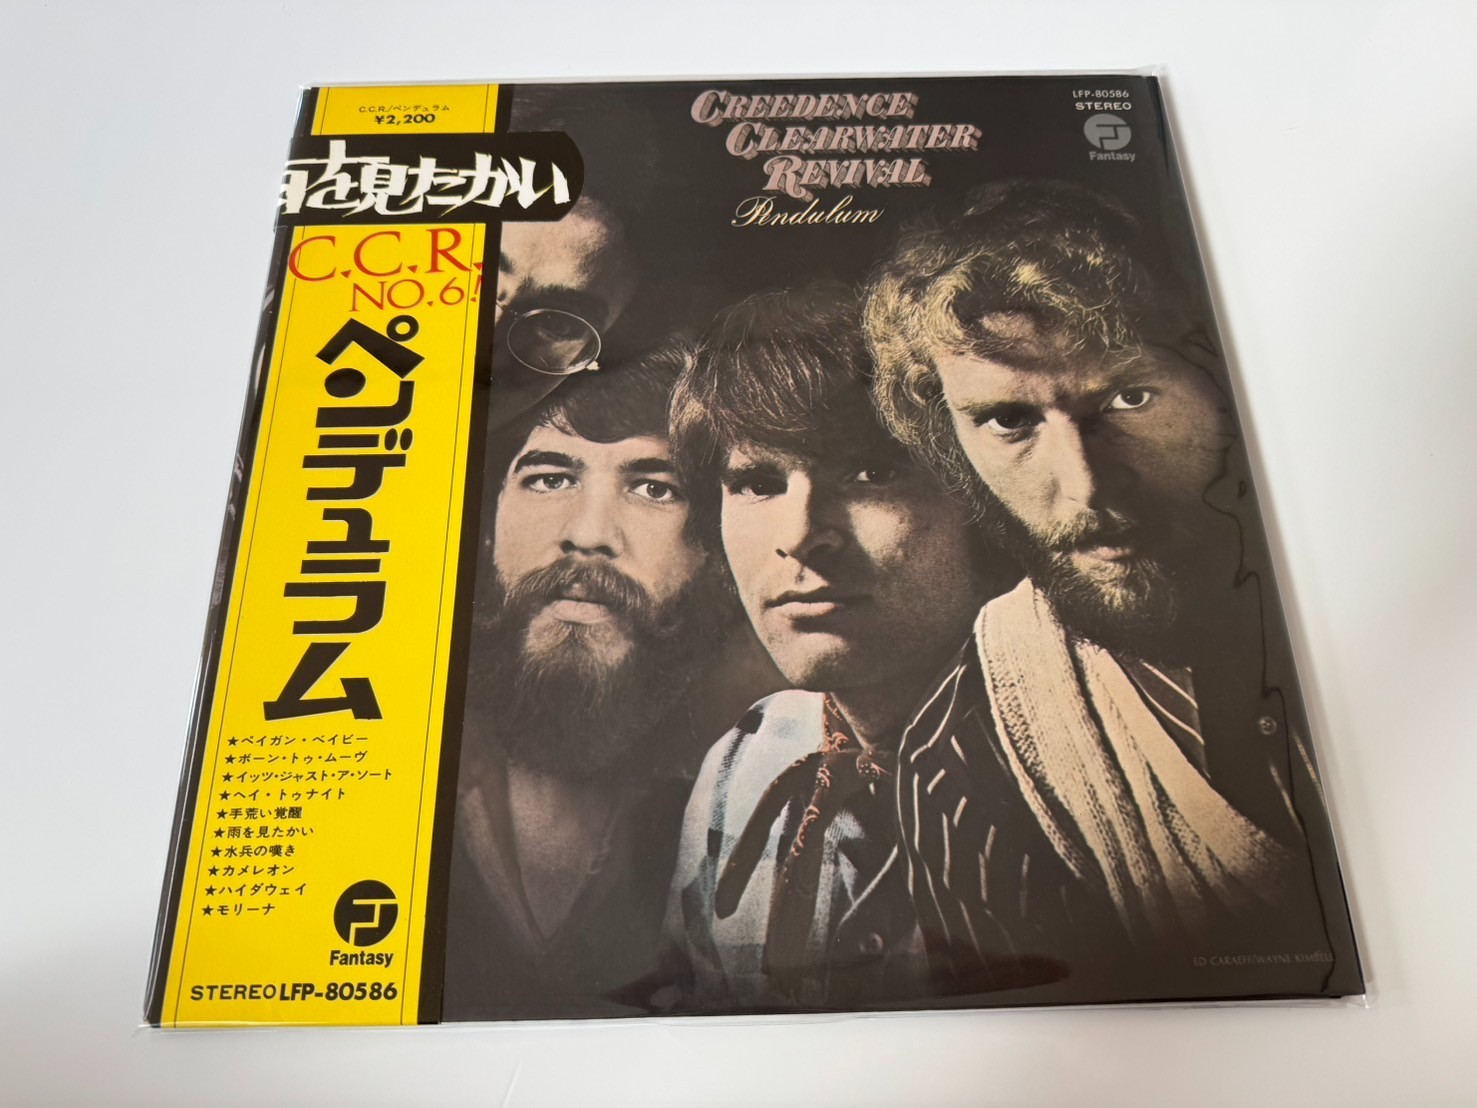 C.C.R./ペンデュラム
¥2,200
雨を見たかい
C.C.R.
NO.6!
ペンデュラム
★ペイガン・ベイビー
★ボーン・トゥ・ムーヴ
★イッツ・ジャスト・ア・ソート
★ヘイ・トゥナイト
★手荒い覚醒
★雨を見たかい
★水兵の嘆き
★カメレオン
★ハイダウェイ
★モリーナ
Fantasy
STEREO LFP-80586
CREEDENCE
CLEARWATER
REVIVAL
Pendulum
LFP-80586
STEREO
Fantasy
ED CARAEFF/WAYNE KIMBELL